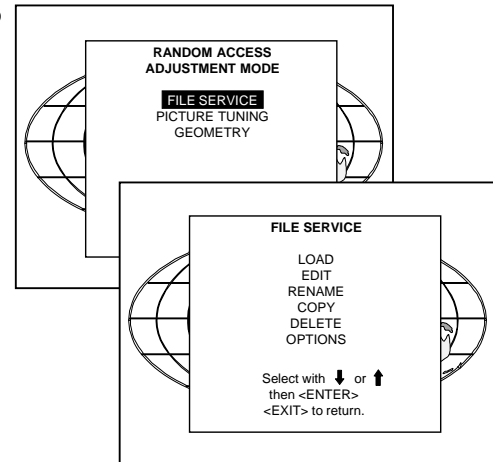 RANDOM ACCESS
ADJUSTMENT MODE
FILE SERVICE
PICTURE TUNING
GEOMETRY
FILE SERVICE
LOAD
EDIT
RENAME
COPY
DELETE
OPTIONS
Select with ⬇ or ⬆
then <ENTER>
<EXIT> to return.